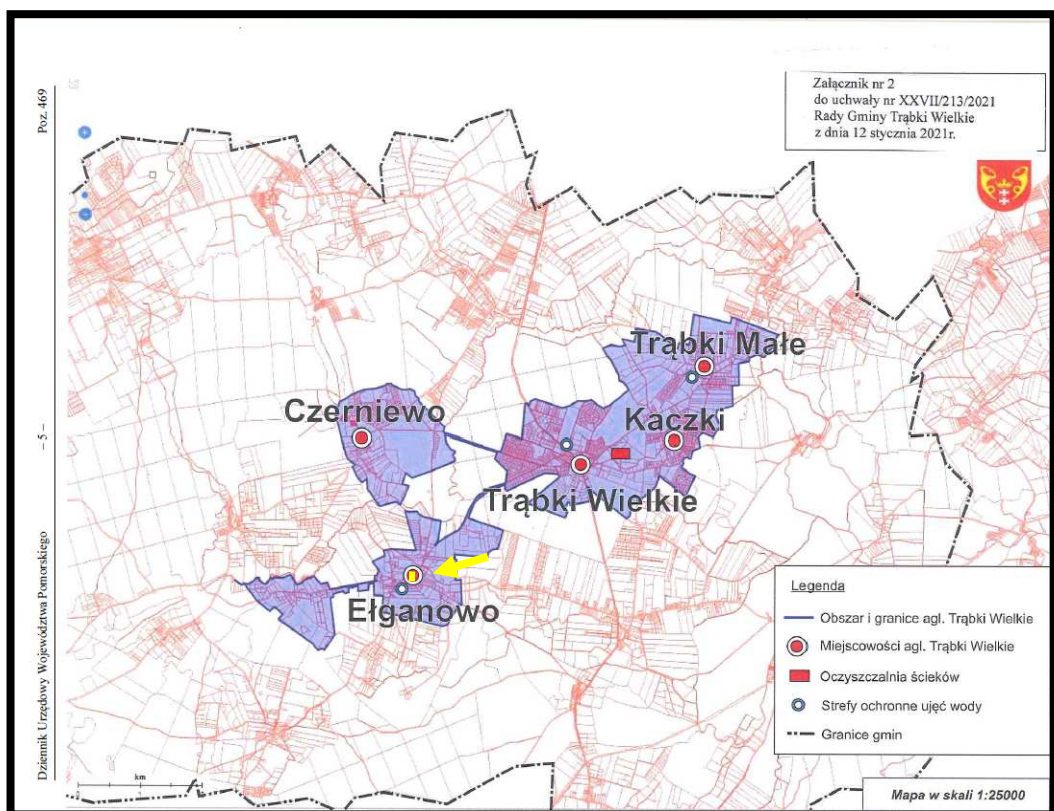 Załącznik nr 2
do uchwały nr XXVII/213/2021
Rady Gminy Trąbki Wielkie
z dnia 12 stycznia 2021r.
Poz. 469
– 5 –
Dziennik Urzędowy Województwa Pomorskiego
Trąbki Małe
Czerniewo
Kaczki
Trąbki Wielkie
Ełganowo
Legenda
Obszar i granice agl. Trąbki Wielkie
Miejscowości agl. Trąbki Wielkie
Oczyszczalnia ścieków
Strefy ochronne ujęć wody
Granice gmin
km
Mapa w skali 1:25000